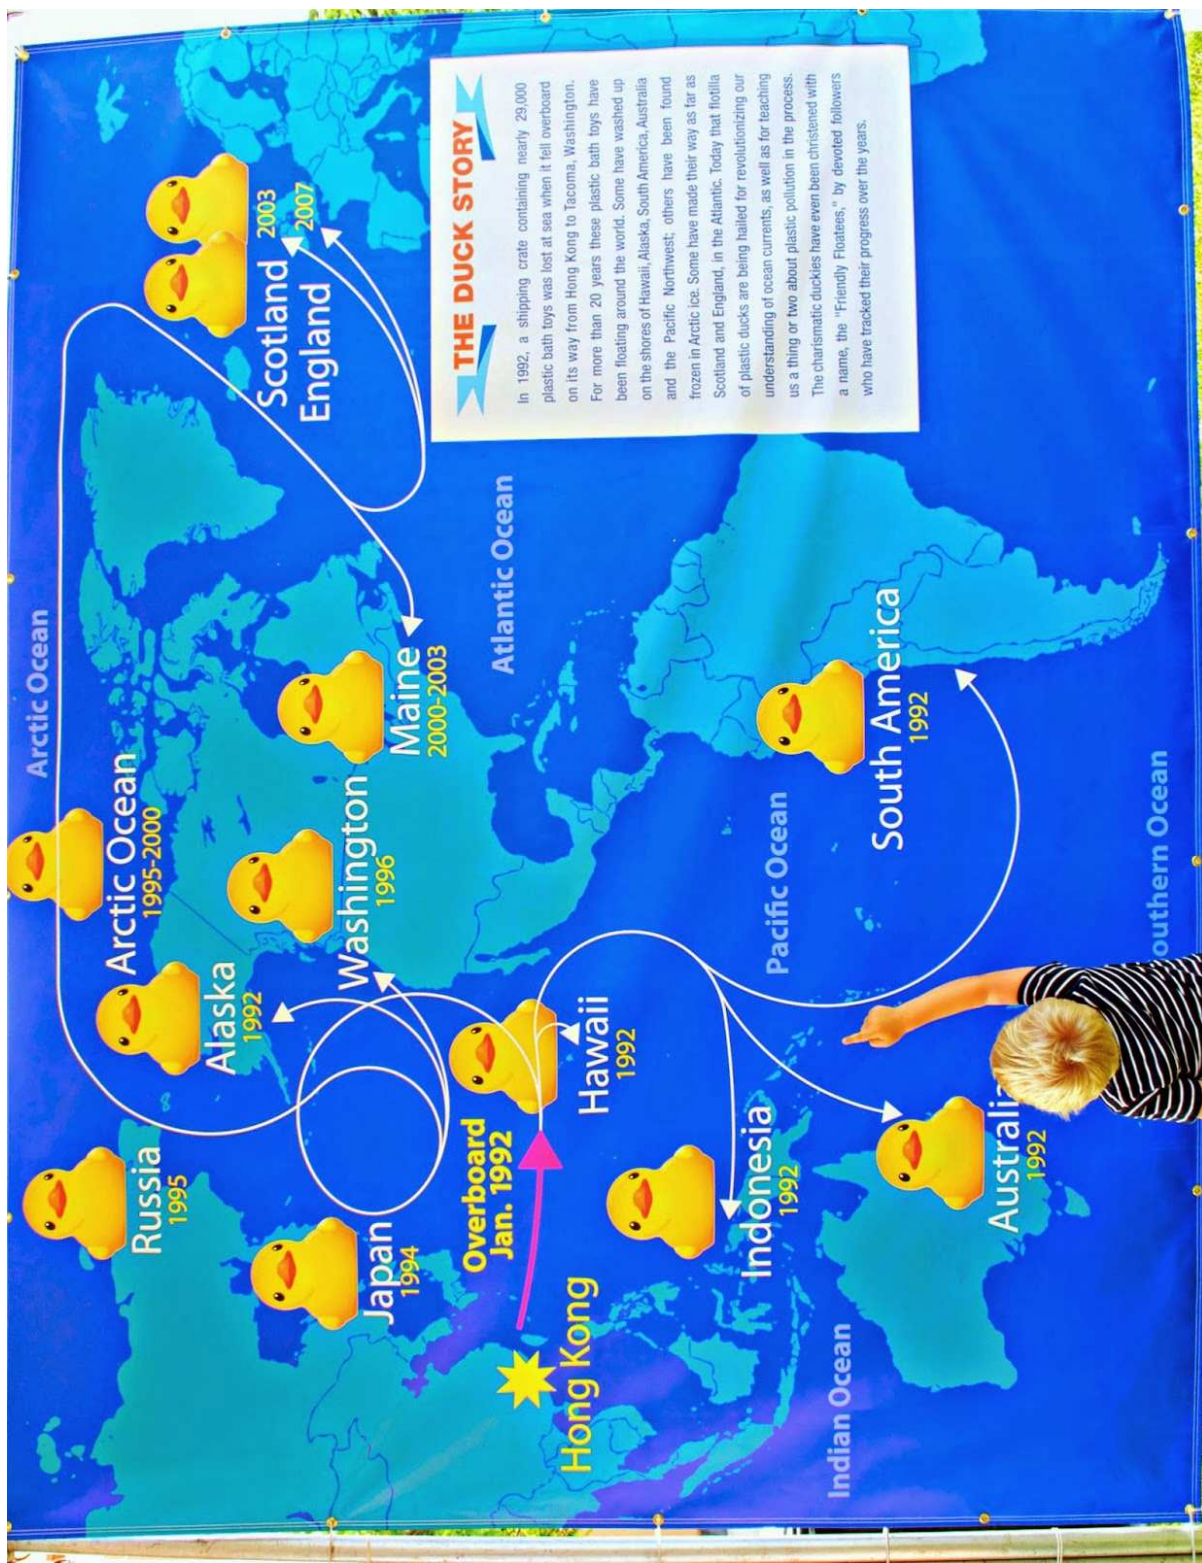 Arctic Ocean
Russia
1995
Alaska
1992
Arctic Ocean
1995-2000
Scotland
2003
England
2007
Japan
1994
Washington
1996
Maine
2000-2003
Overboard
Jan. 1992
Hong Kong
Hawaii
1992
Atlantic Ocean
THE DUCK STORY
In 1992, a shipping crate containing nearly 29,000
plastic bath toys was lost at sea when it fell overboard
on its way from Hong Kong to Tacoma, Washington.
For more than 20 years these plastic bath toys have
been floating around the world. Some have washed up
on the shores of Hawaii, Alaska, South America, Australia
and the Pacific Northwest; others have been found
frozen in Arctic ice. Some have made their way as far as
Scotland and England, in the Atlantic. Today that flotilla
of plastic ducks are being hailed for revolutionizing our
understanding of ocean currents, as well as for teaching
us a thing or two about plastic pollution in the process.
The charismatic duckies have even been christened with
a name, the "Friendly Floatees," by devoted followers
who have tracked their progress over the years.
Indonesia
1992
Pacific Ocean
South America
1992
Indian Ocean
Australia
1992
outhern Ocean